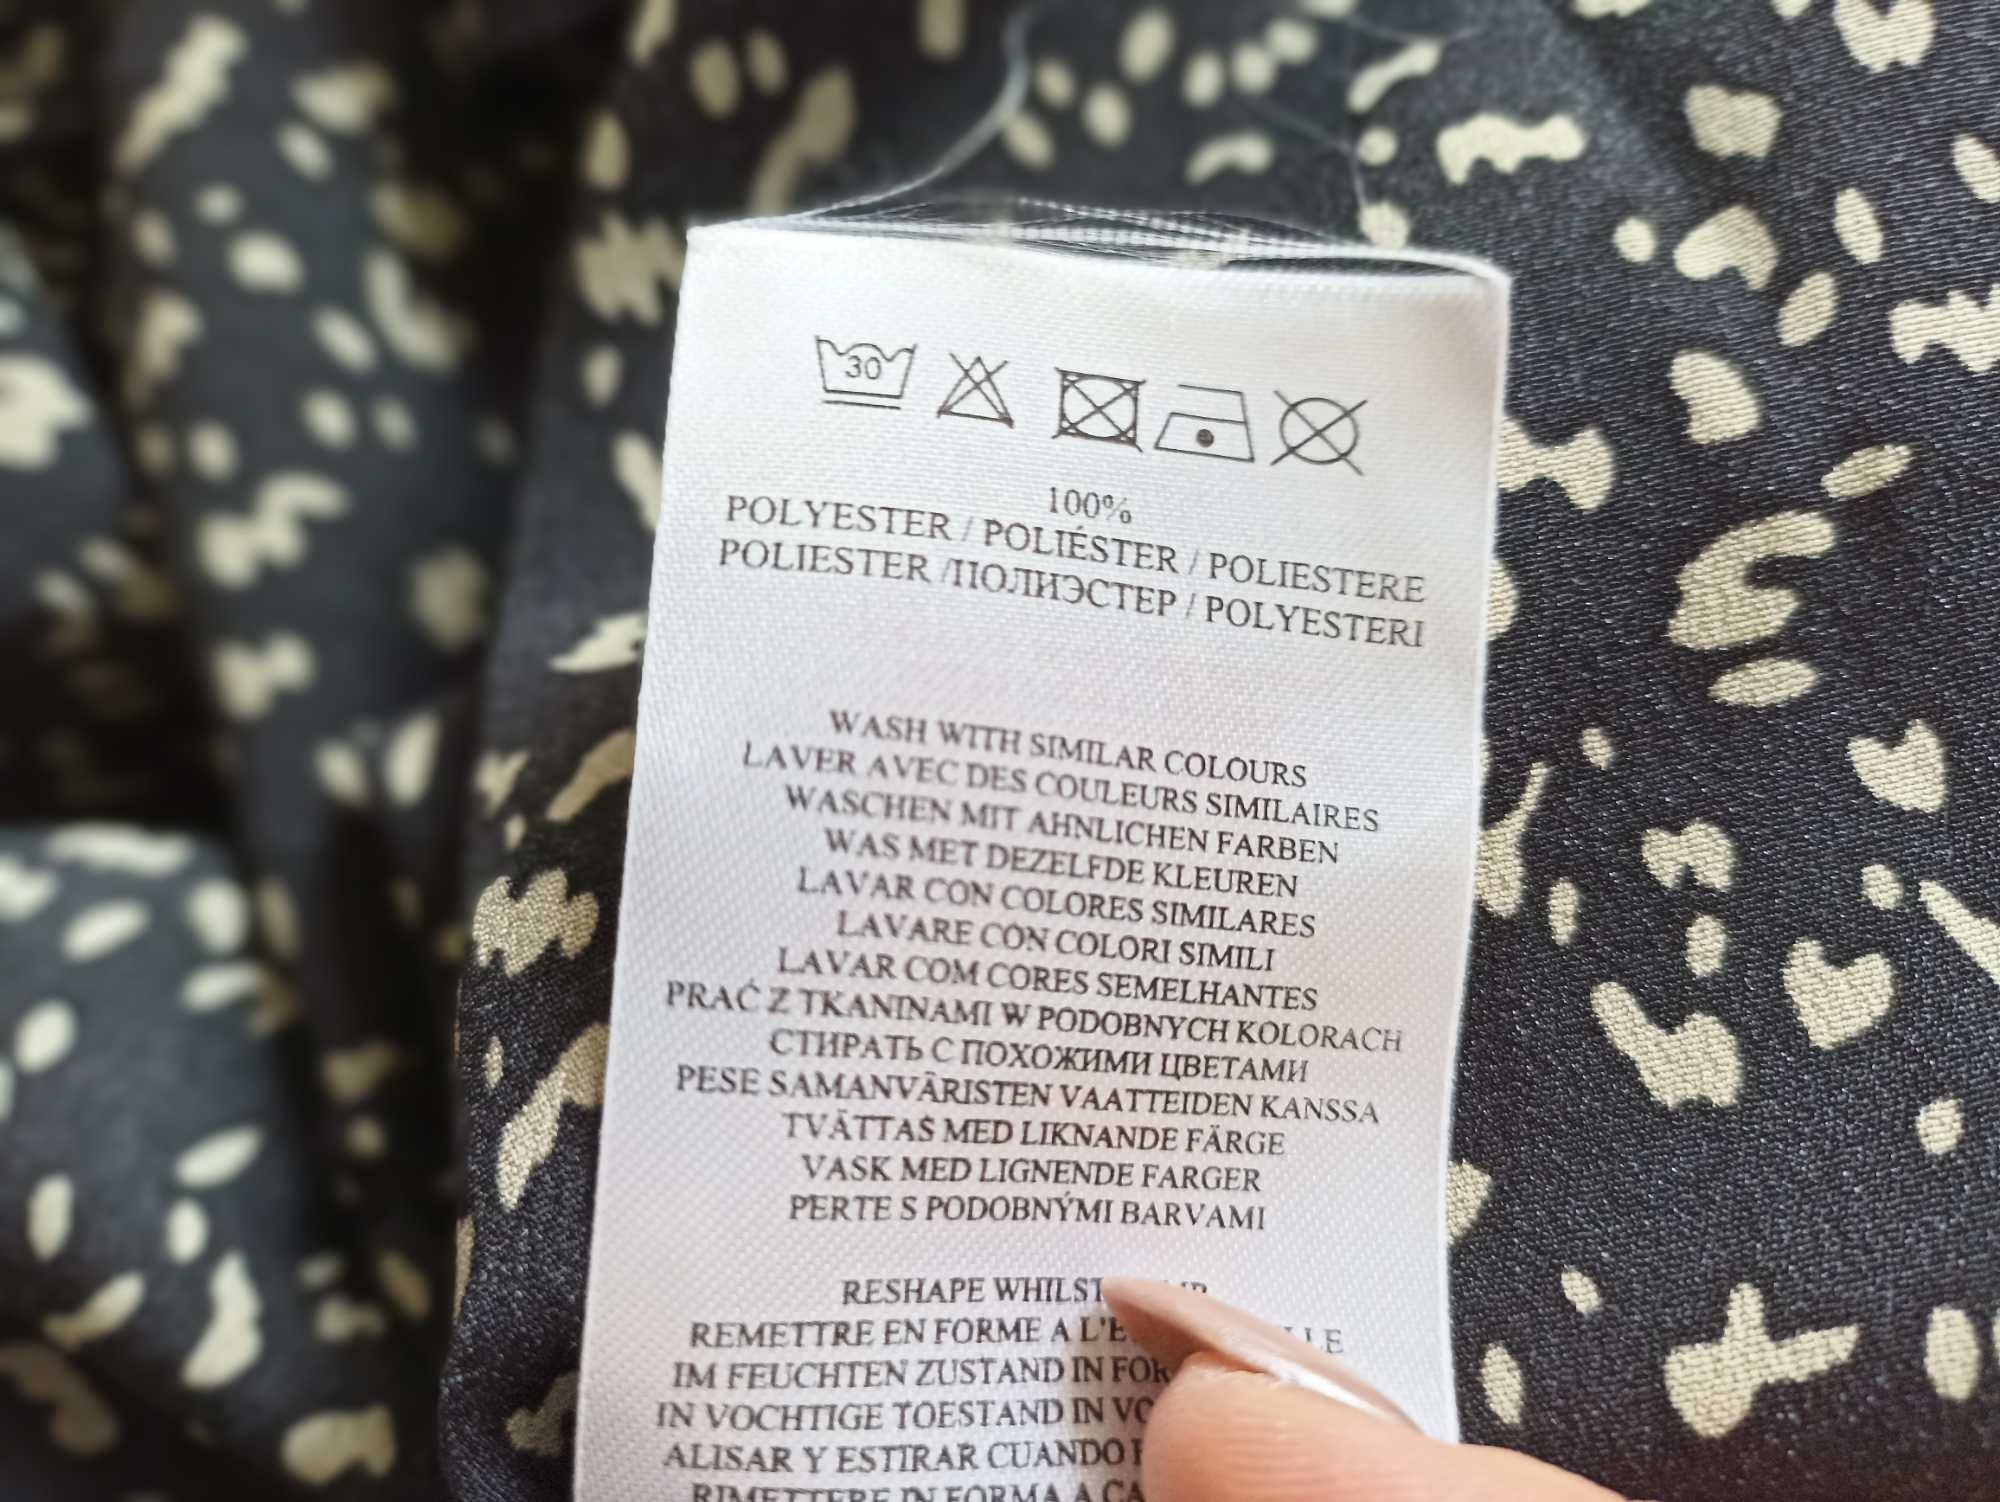 30
100%
POLYESTER / POLIÉSTER / POLIESTERE
POLIESTER /ПОЛИЭСТЕР / POLYESTERI
WASH WITH SIMILAR COLOURS
LAVER AVEC DES COULEURS SIMILAIRES
WASCHEN MIT AHNLICHEN FARBEN
WAS MET DEZELFDE KLEUREN
LAVAR CON COLORES SIMILARES
LAVARE CON COLORI SIMILI
LAVAR COM CORES SEMELHANTES
PRAĆ Z TKANINAMI W PODOBNYCH KOLORACH
СТИРАТЬ С ПОХОЖИМИ ЦВЕТАМИ
PESE SAMANVÄRISTEN VAATTEIDEN KANSSA
TVÄTTAS MED LIKNANDE FÄRGE
VASK MED LIGNENDE FARGER
PERTE S PODOBNÝMI BARVAMI
RESHAPE WHILST
REMETTRE EN FORME A
IM FEUCHTEN ZUSTAND IN
IN VOCHTIGE TOESTAND IN
ALISAR Y ESTIRAR CUANDO
RIMETTERE IN FORMA A